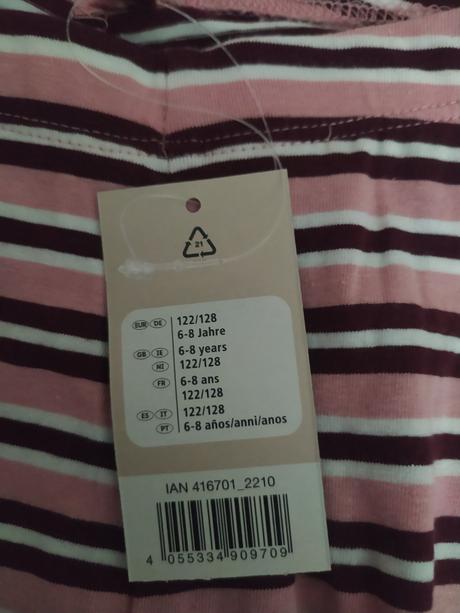 21
EUR DE 122/128
6-8 Jahre
GB IE 6-8 years
NI 122/128
FR 6-8 ans
122/128
ES IT 122/128
PT 6-8 años/anni/anos
IAN 416701_2210
4 055334 909709